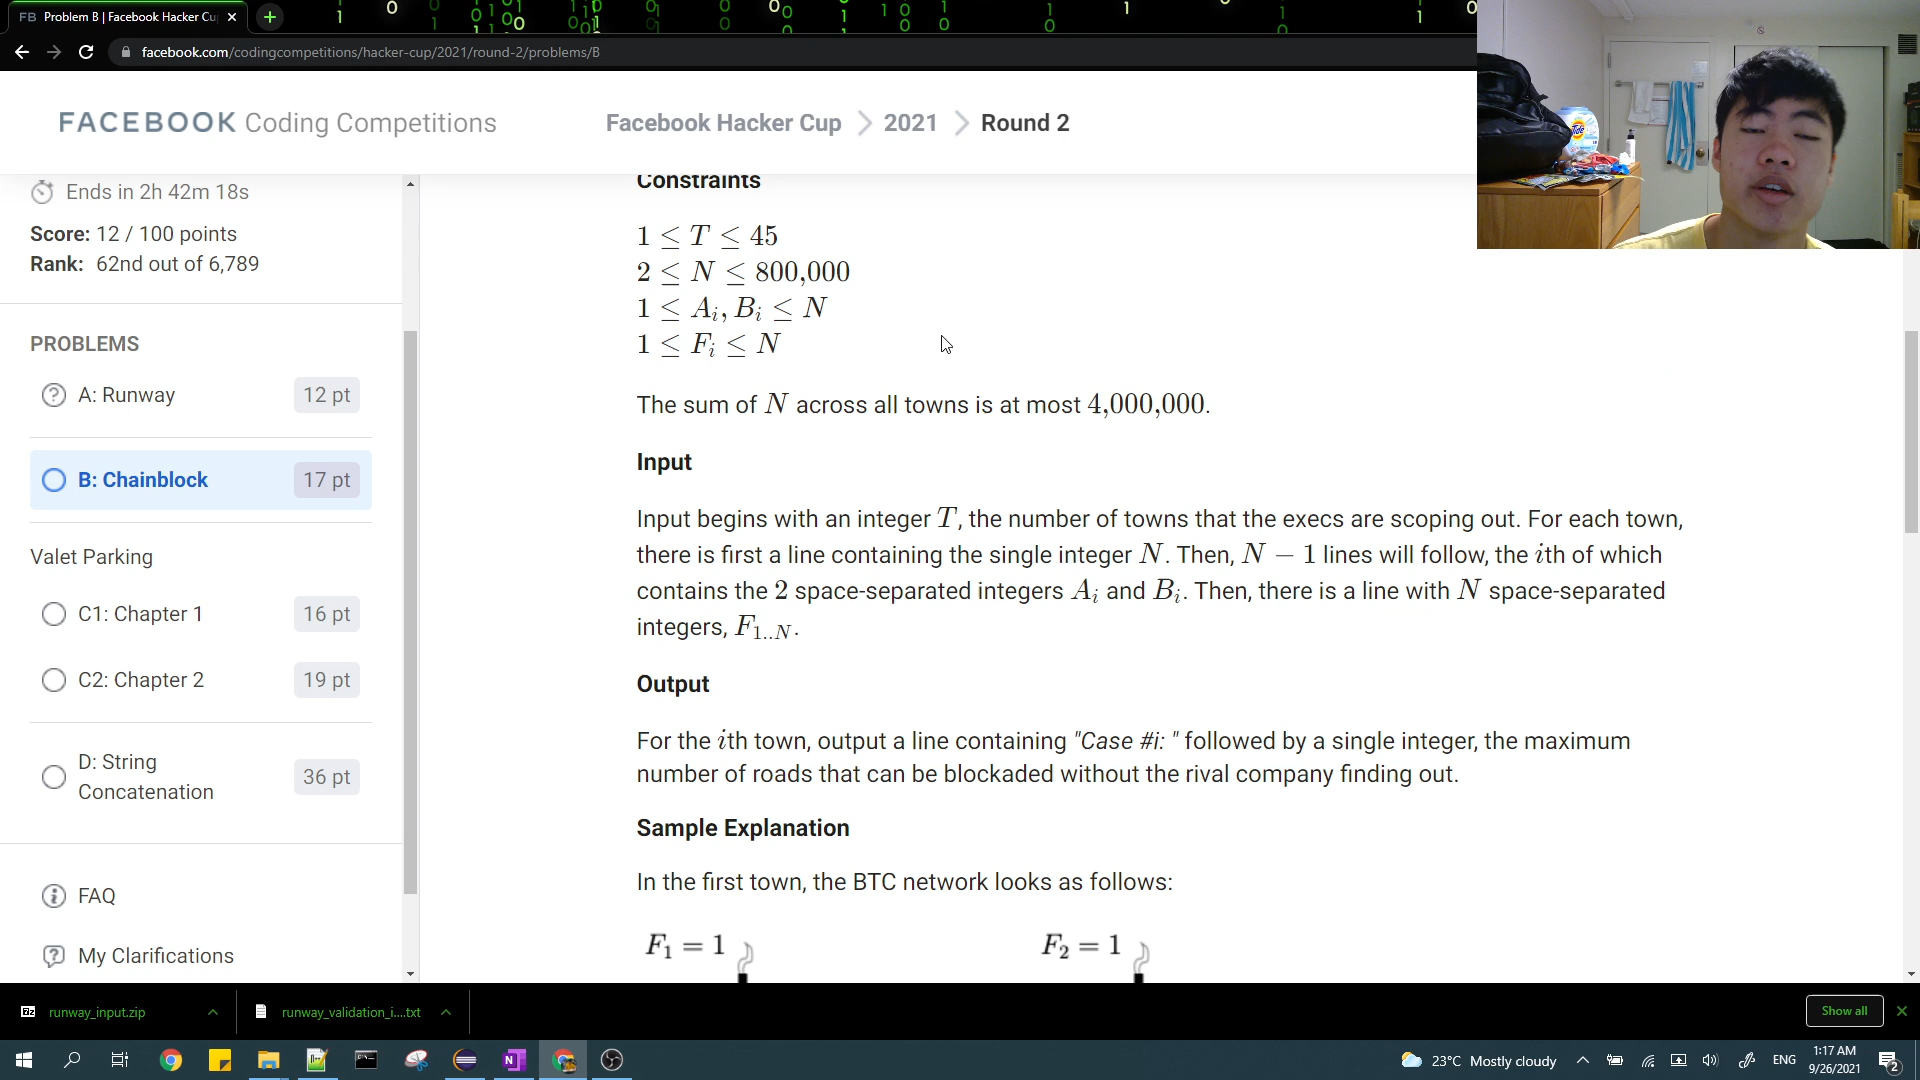 FB Problem B | Facebook Hacker Cu
facebook.com/codingcompetitions/hacker-cup/2021/round-2/problems/B
FACEBOOK Coding Competitions
Facebook Hacker Cup
2021
Round 2
Ends in 2h 42m 18s
Score: 12 / 100 points
Rank: 62nd out of 6,789
PROBLEMS
A: Runway
12 pt
B: Chainblock
17 pt
Valet Parking
C1: Chapter 1
16 pt
C2: Chapter 2
19 pt
D: String
Concatenation
36 pt
FAQ
My Clarifications
Constraints
1 ≤ T ≤ 45
2 ≤ N ≤ 800,000
1 ≤ Aᵢ, Bᵢ ≤ N
1 ≤ Fᵢ ≤ N
The sum of N across all towns is at most 4,000,000.
Input
Input begins with an integer T, the number of towns that the execs are scoping out. For each town,
there is first a line containing the single integer N. Then, N − 1 lines will follow, the ith of which
contains the 2 space-separated integers Aᵢ and Bᵢ. Then, there is a line with N space-separated
integers, F₁..N.
Output
For the ith town, output a line containing "Case #i: " followed by a single integer, the maximum
number of roads that can be blockaded without the rival company finding out.
Sample Explanation
In the first town, the BTC network looks as follows:
F₁ = 1
F₂ = 1
Tide
runway_input.zip
runway_validation_i....txt
Show all
23°C Mostly cloudy
ENG
1:17 AM
9/26/2021
2